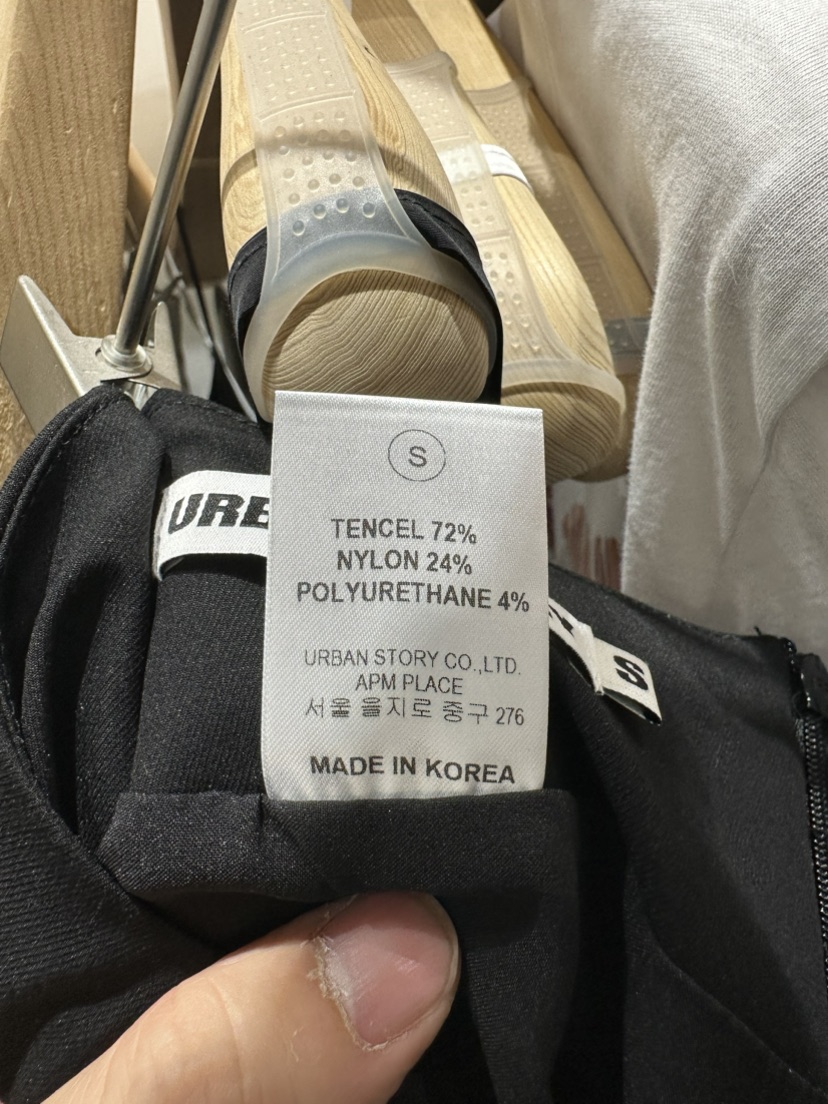 S
TENCEL 72%
NYLON 24%
POLYURETHANE 4%
URBAN STORY CO.,LTD.
APM PLACE
서울 을지로 중구 276
MADE IN KOREA
S